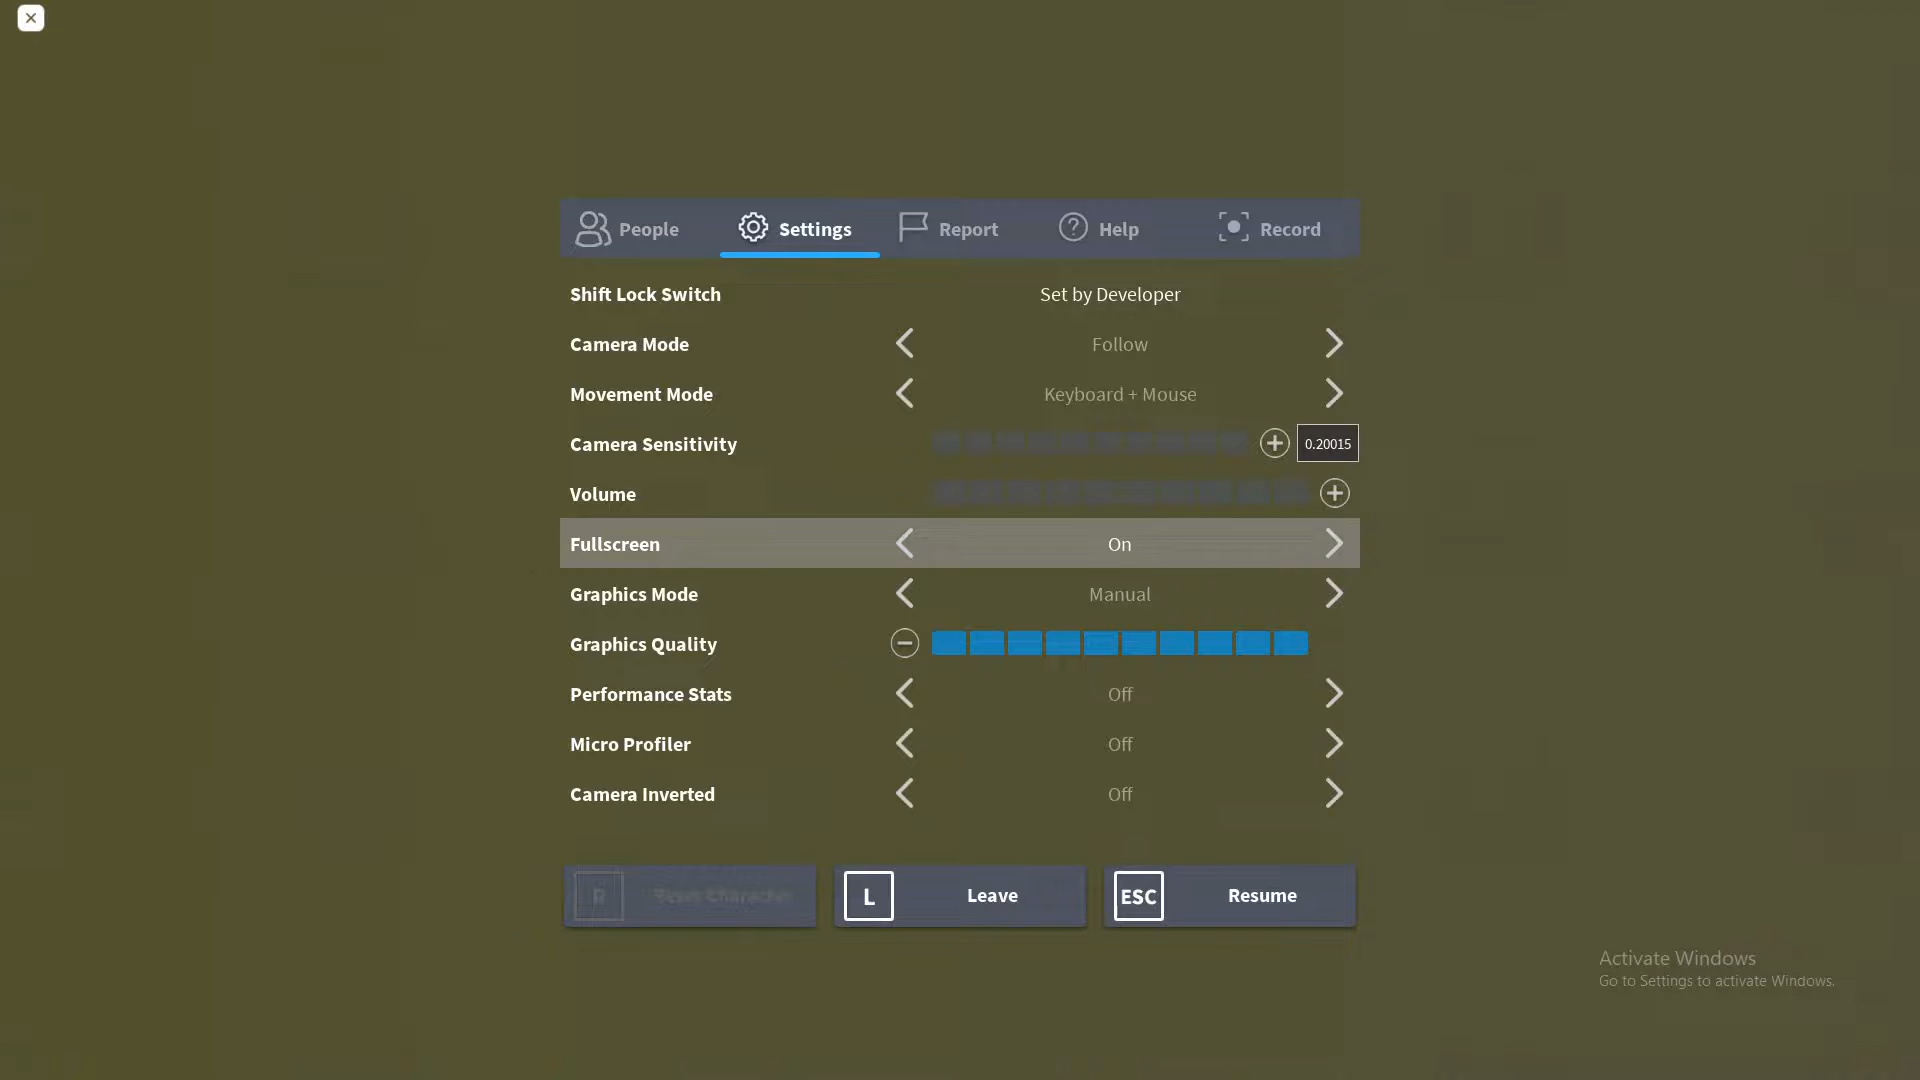 People Settings Report Help Record
Shift Lock Switch Set by Developer
Camera Mode Follow
Movement Mode Keyboard + Mouse
Camera Sensitivity 0.20015
Volume
Fullscreen On
Graphics Mode Manual
Graphics Quality
Performance Stats Off
Micro Profiler Off
Camera Inverted Off
R Reset Character L Leave ESC Resume
Activate Windows
Go to Settings to activate Windows.